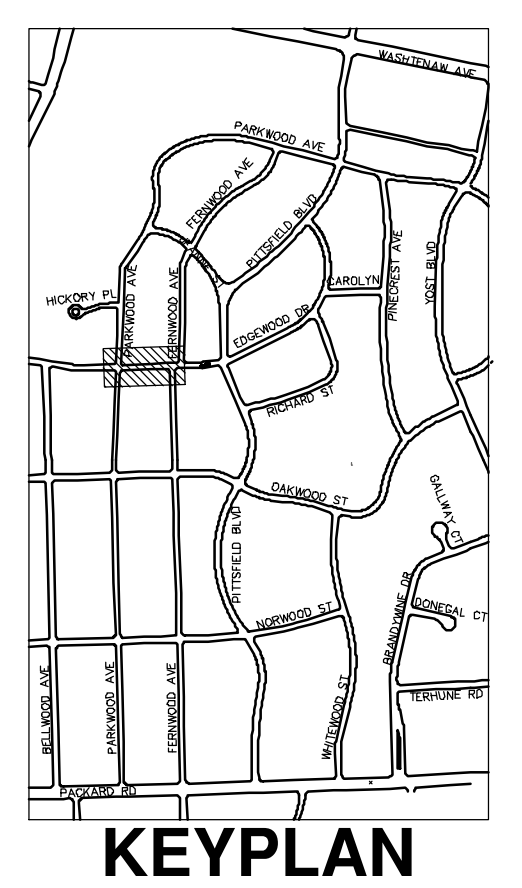 WASHTENAW AVE
PARKWOOD AVE
FERNWOOD AVE
PITTSFIELD BLVD
PINECREST AVE
YOST BLVD
CAROLYN
HICKORY PL
PARKWOOD AVE
FERNWOOD AVE
EDGEWOOD DR
RICHARD ST
OAKWOOD ST
GALLWAY CT
PITTSFIELD BLVD
NORWOOD ST
BRANDYWINE DR
DONEGAL CT
BELLWOOD AVE
PARKWOOD AVE
FERNWOOD AVE
WHITEWOOD ST
TERHUNE RD
PACKARD RD
KEYPLAN